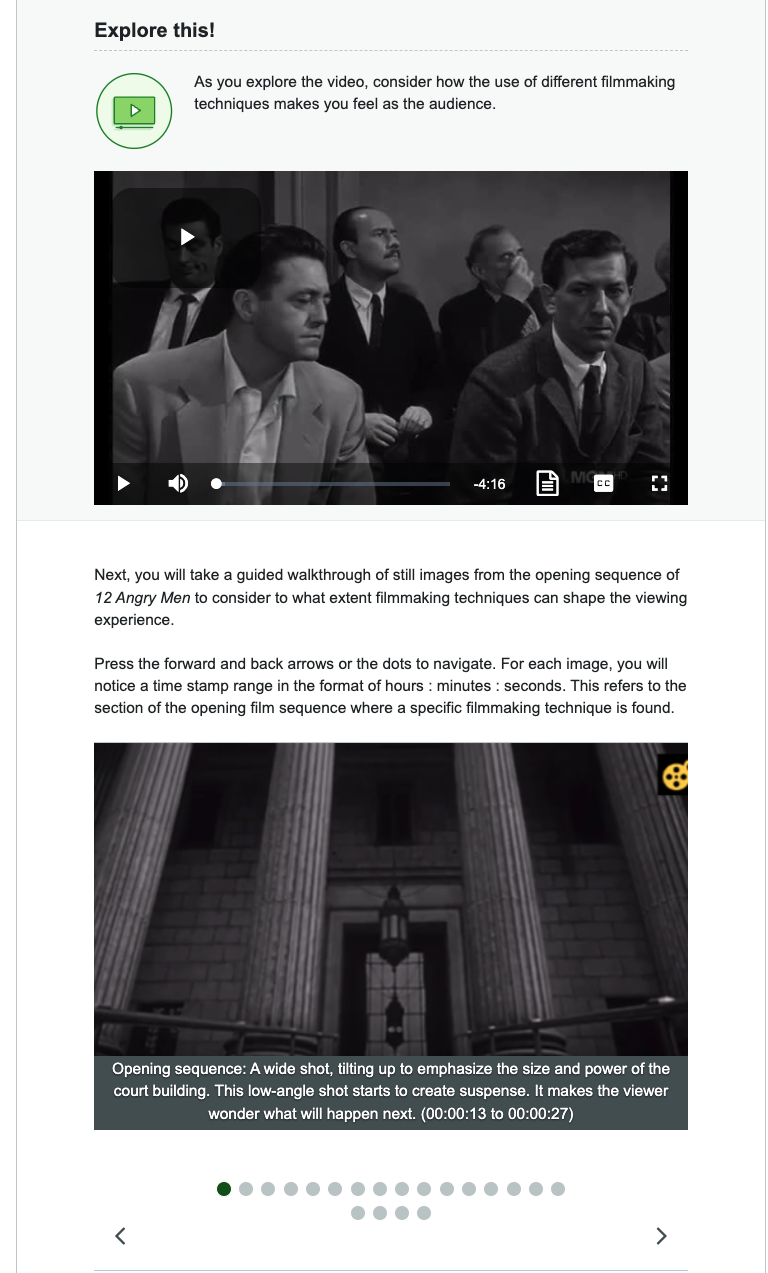 Explore this!
As you explore the video, consider how the use of different filmmaking
techniques makes you feel as the audience.
-4:16
CC
MGM HD
Next, you will take a guided walkthrough of still images from the opening sequence of
12 Angry Men to consider to what extent filmmaking techniques can shape the viewing
experience.
Press the forward and back arrows or the dots to navigate. For each image, you will
notice a time stamp range in the format of hours : minutes : seconds. This refers to the
section of the opening film sequence where a specific filmmaking technique is found.
Opening sequence: A wide shot, tilting up to emphasize the size and power of the
court building. This low-angle shot starts to create suspense. It makes the viewer
wonder what will happen next. (00:00:13 to 00:00:27)